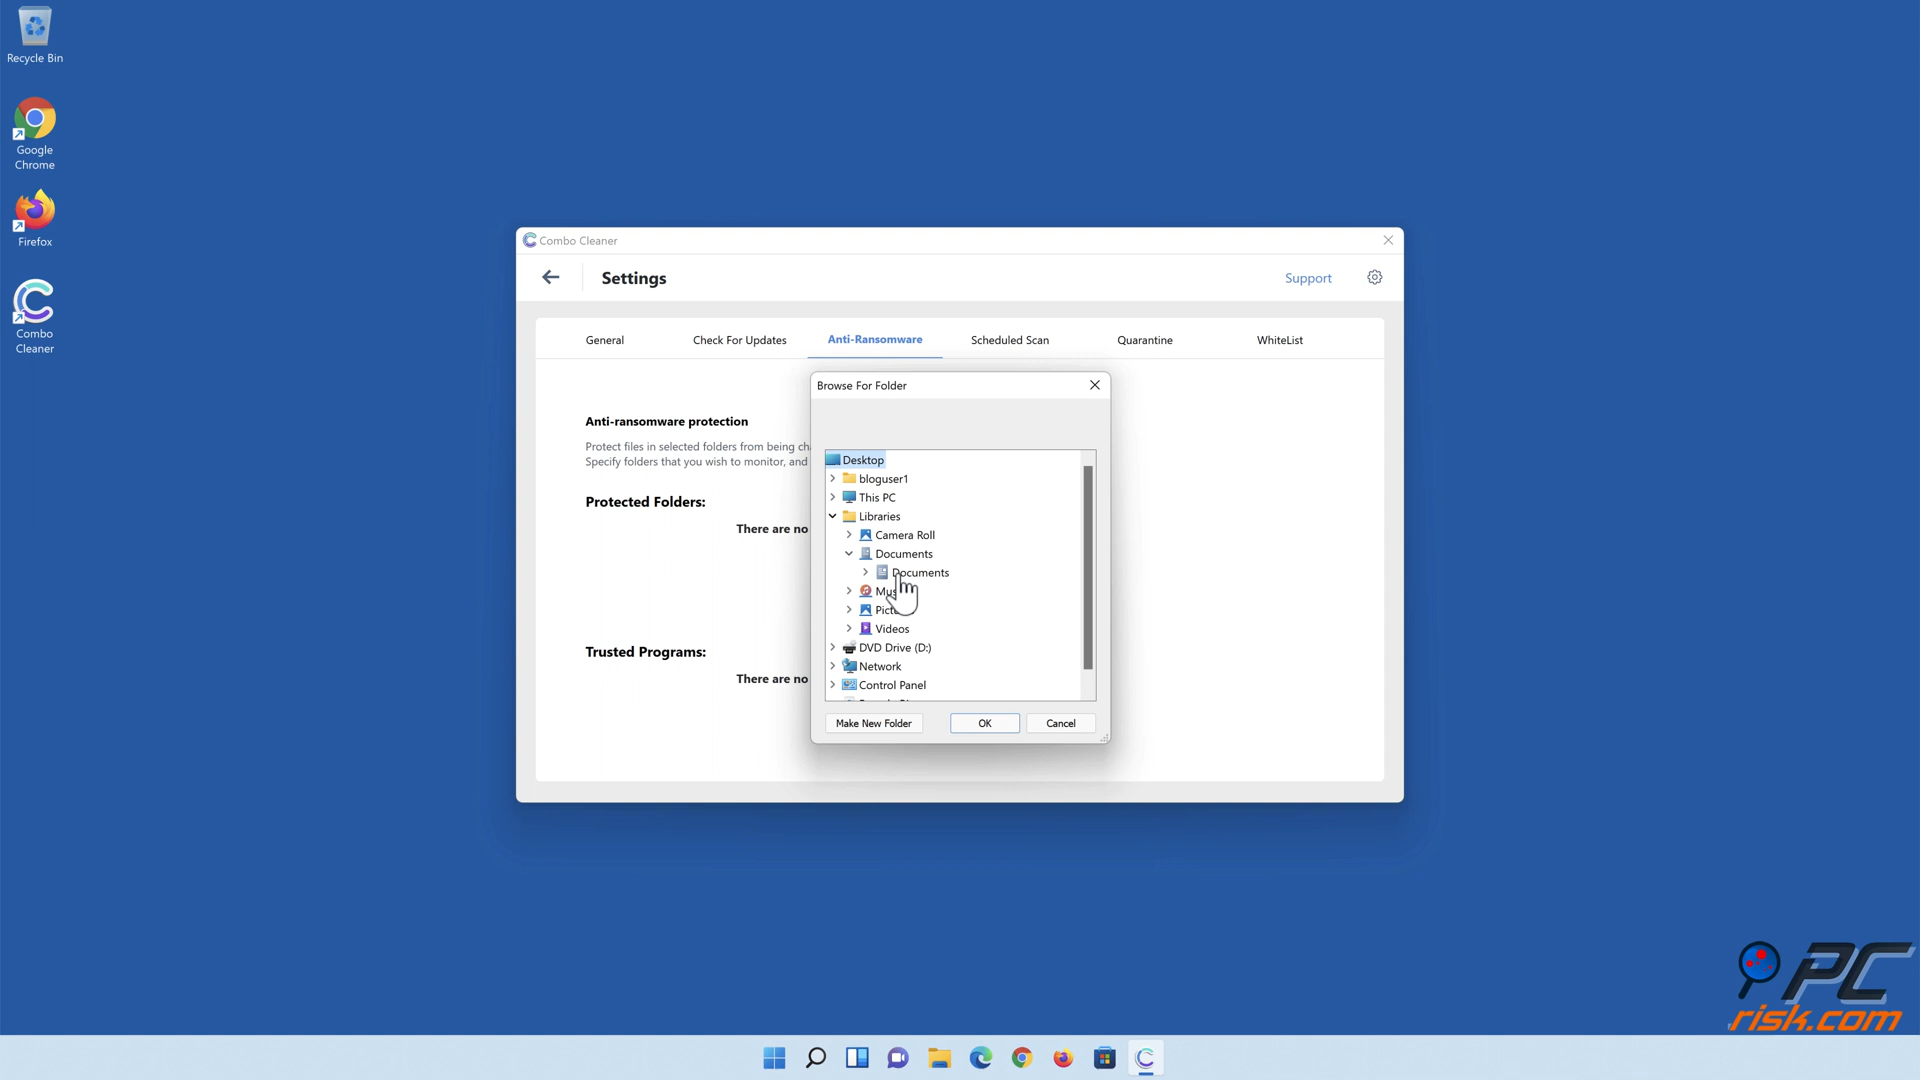 Recycle Bin
Google
Chrome
Firefox
Combo
Cleaner
Combo Cleaner
Settings
Support
General
Check For Updates
Anti-Ransomware
Scheduled Scan
Quarantine
WhiteList
Anti-ransomware protection
Protect files in selected folders from being
Specify folders that you wish to monitor, and
Protected Folders:
There are no
Trusted Programs:
There are no
Browse For Folder
Desktop
bloguser1
This PC
Libraries
Camera Roll
Documents
Documents
Videos
DVD Drive (D:)
Network
Control Panel
Make New Folder
OK
Cancel
PC
risk.com